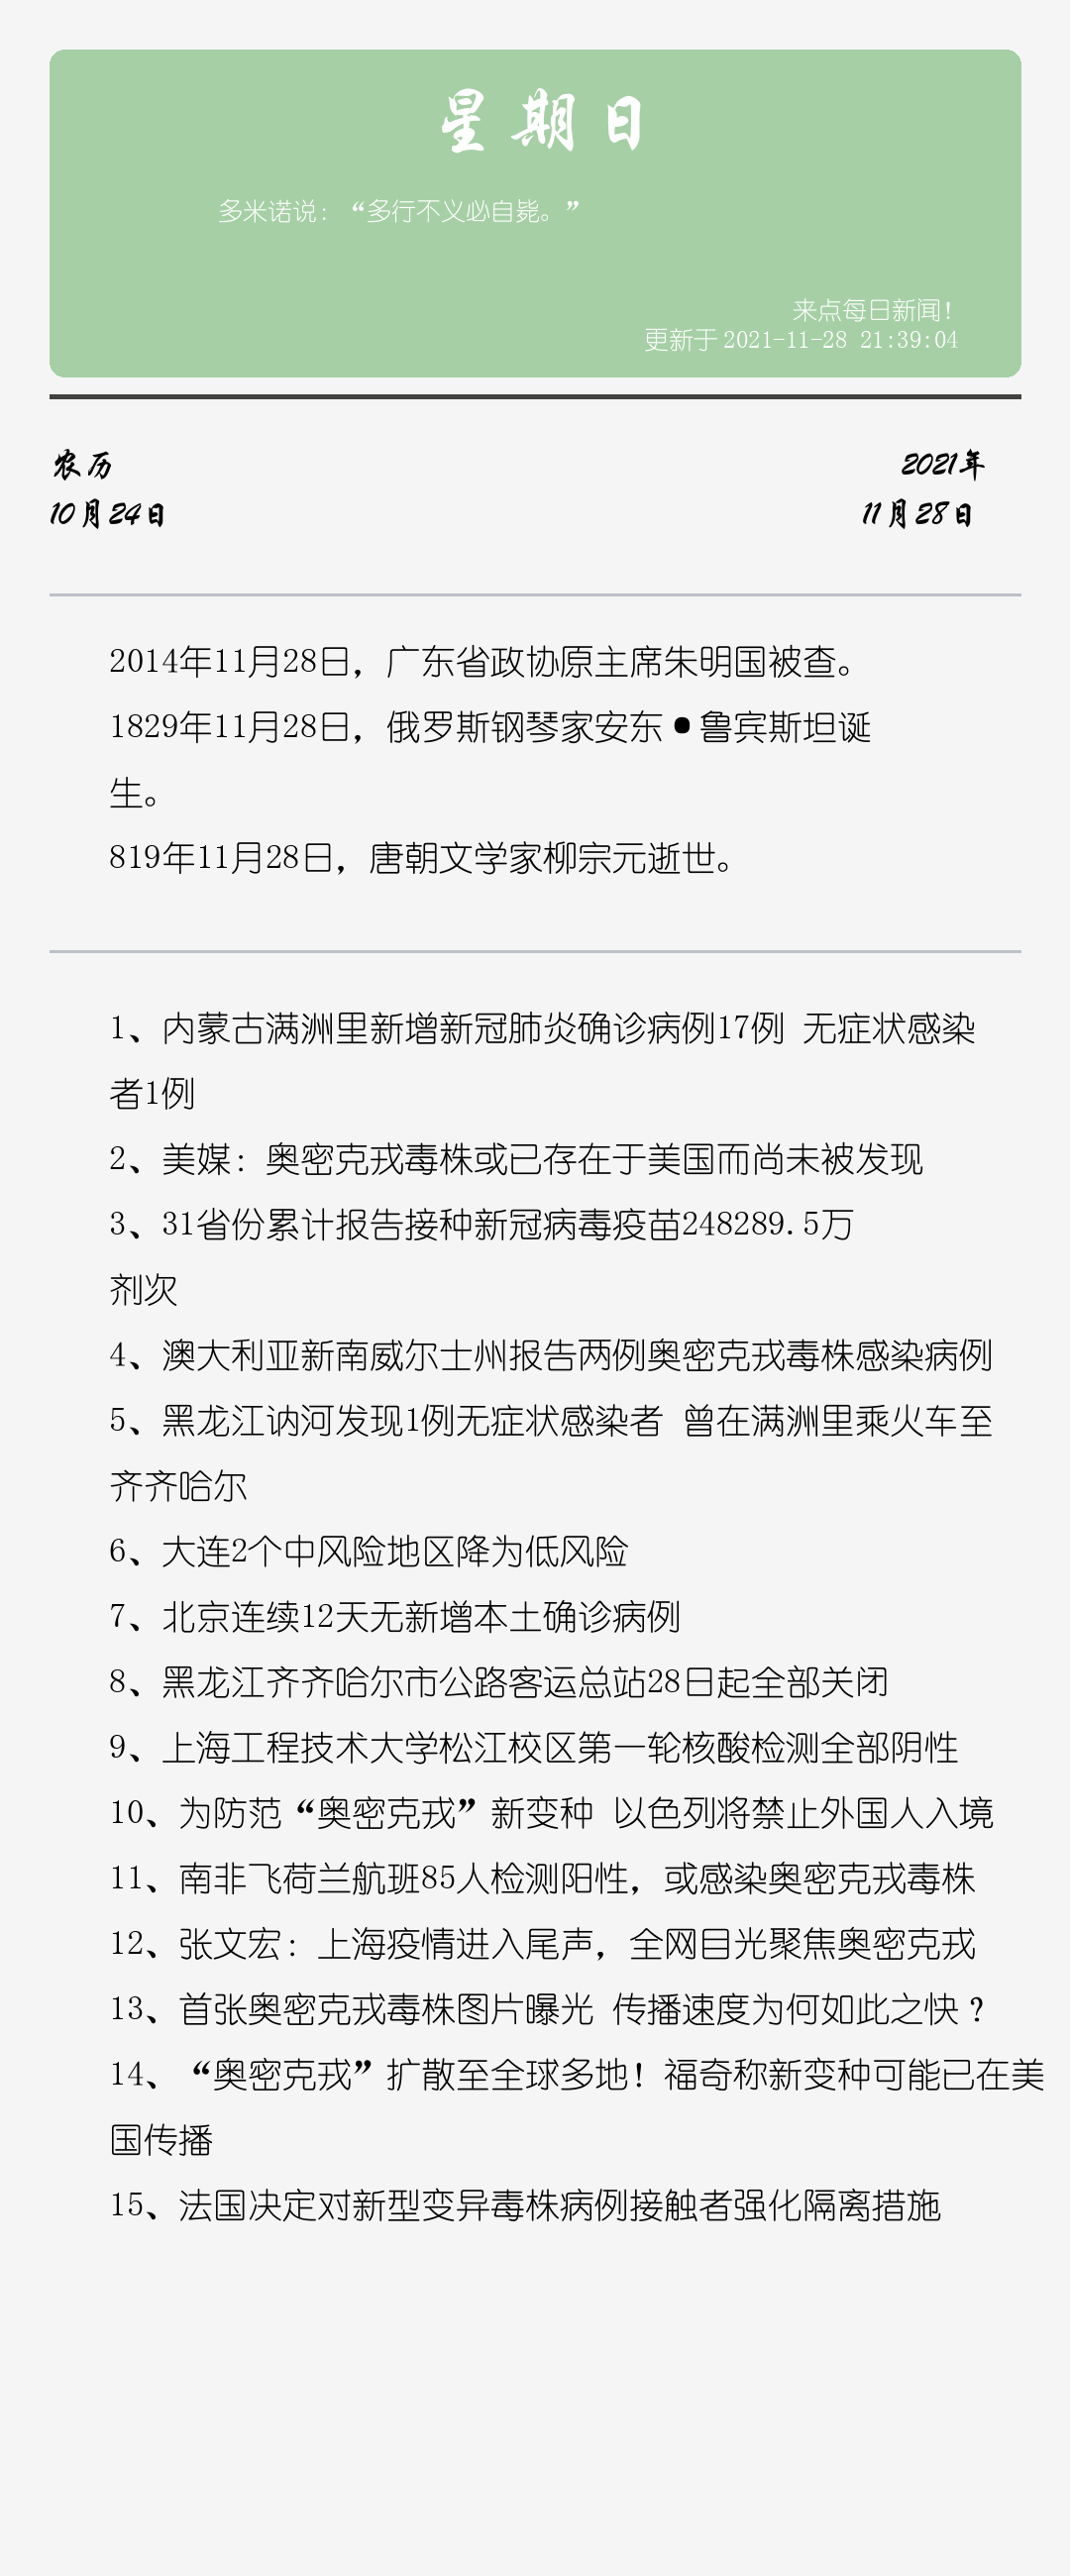 星期日
多米诺说：“多行不义必自毙。”
来点每日新闻！
更新于 2021-11-28 21:39:04
农历
2021年
10月24日
11月28日
2014年11月28日，广东省政协原主席朱明国被查。
1829年11月28日，俄罗斯钢琴家安东•鲁宾斯坦诞
生。
819年11月28日，唐朝文学家柳宗元逝世。
1、内蒙古满洲里新增新冠肺炎确诊病例17例 无症状感染
者1例
2、美媒：奥密克戎毒株或已存在于美国而尚未被发现
3、31省份累计报告接种新冠病毒疫苗248289.5万
剂次
4、澳大利亚新南威尔士州报告两例奥密克戎毒株感染病例
5、黑龙江讷河发现1例无症状感染者 曾在满洲里乘火车至
齐齐哈尔
6、大连2个中风险地区降为低风险
7、北京连续12天无新增本土确诊病例
8、黑龙江齐齐哈尔市公路客运总站28日起全部关闭
9、上海工程技术大学松江校区第一轮核酸检测全部阴性
10、为防范“奥密克戎”新变种 以色列将禁止外国人入境
11、南非飞荷兰航班85人检测阳性，或感染奥密克戎毒株
12、张文宏：上海疫情进入尾声，全网目光聚焦奥密克戎
13、首张奥密克戎毒株图片曝光 传播速度为何如此之快？
14、“奥密克戎”扩散至全球多地！福奇称新变种可能已在美
国传播
15、法国决定对新型变异毒株病例接触者强化隔离措施